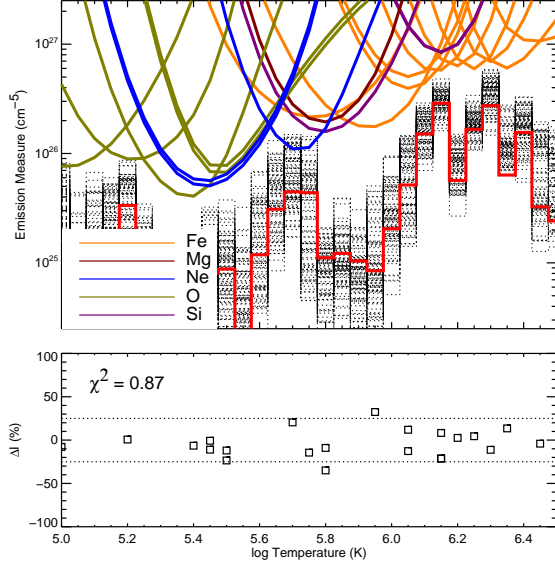 10^27
10^26
10^25
Emission Measure (cm^-5)
Fe
Mg
Ne
O
Si
χ^2 = 0.87
100
50
0
−50
−100
ΔI (%)
5.0 5.2 5.4 5.6 5.8 6.0 6.2 6.4
log Temperature (K)